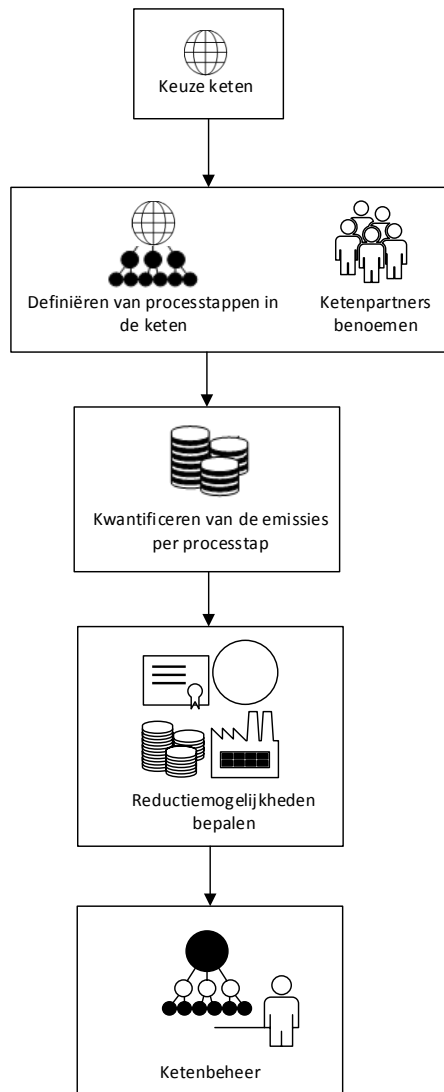 Keuze keten
Definiëren van processtappen in
de keten
Ketenpartners
benoemen
Kwantificeren van de emissies
per processtap
Reductiemogelijkheden
bepalen
Ketenbeheer